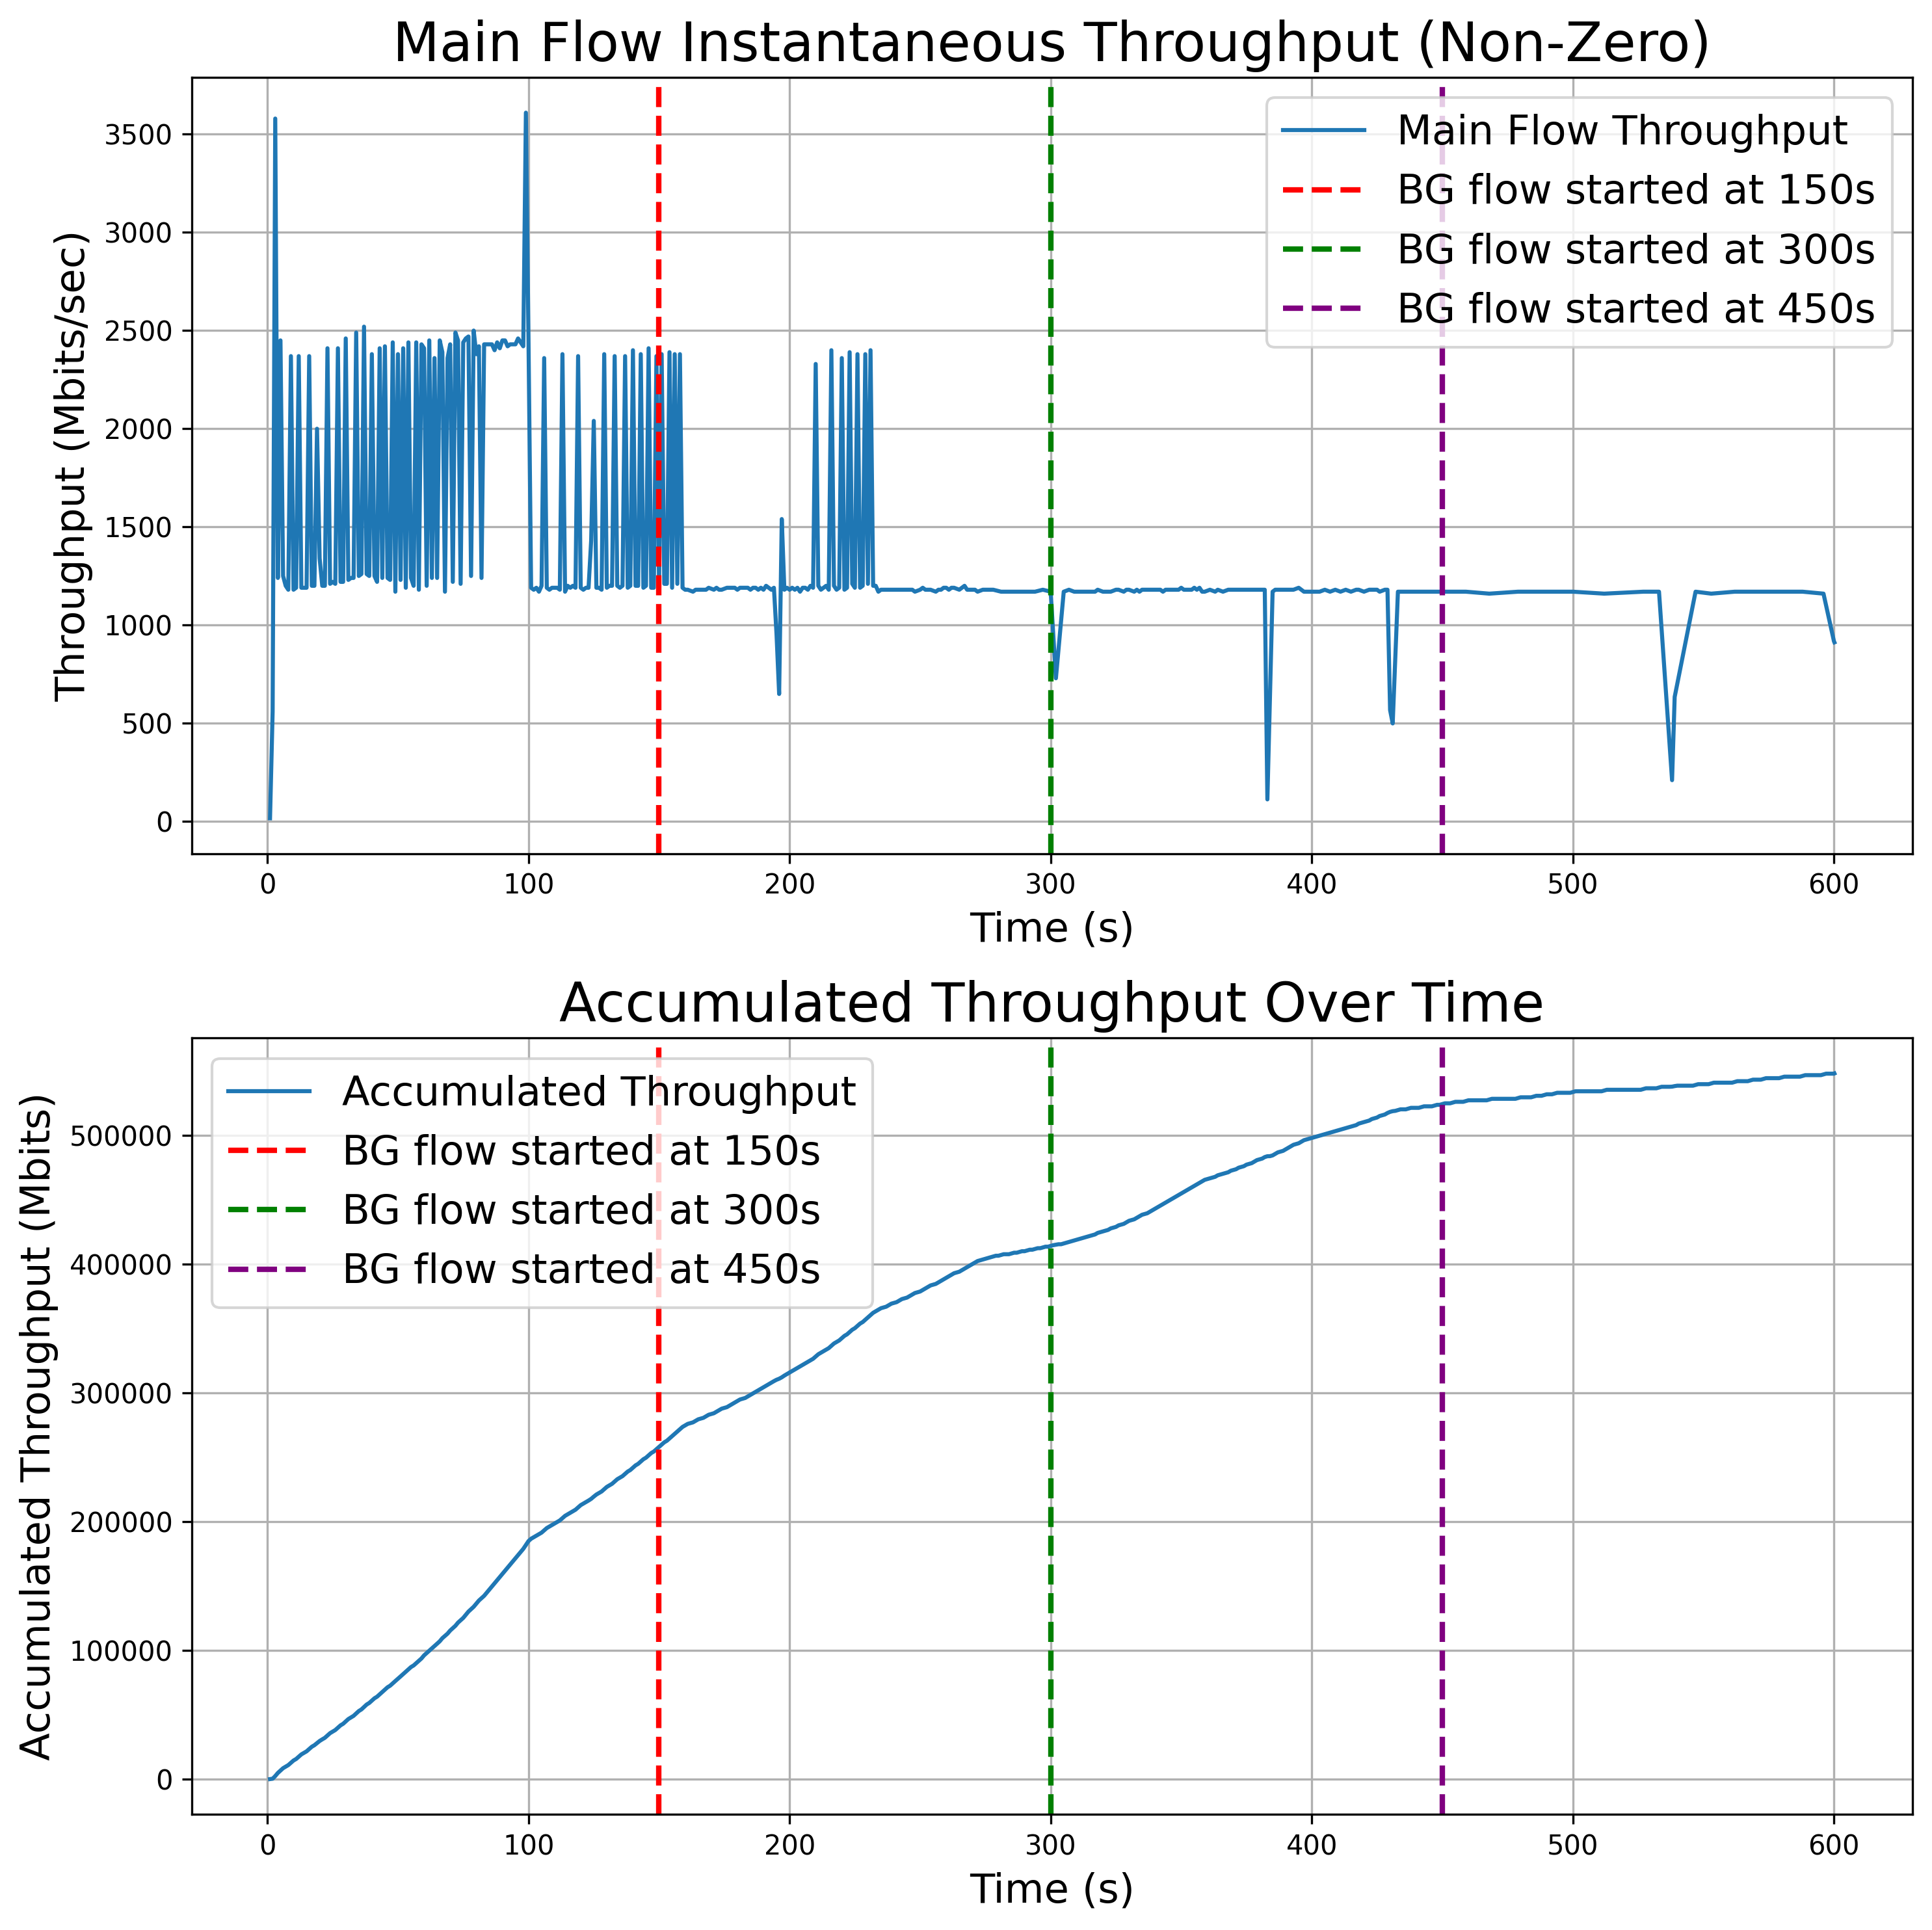 Main Flow Instantaneous Throughput (Non-Zero)
Throughput (Mbits/sec)
3500
3000
2500
2000
1500
1000
500
0
Main Flow Throughput
BG flow started at 150s
BG flow started at 300s
BG flow started at 450s
0 100 200 300 400 500 600
Time (s)
Accumulated Throughput Over Time
Accumulated Throughput (Mbits)
500000
400000
300000
200000
100000
0
Accumulated Throughput
BG flow started at 150s
BG flow started at 300s
BG flow started at 450s
0 100 200 300 400 500 600
Time (s)